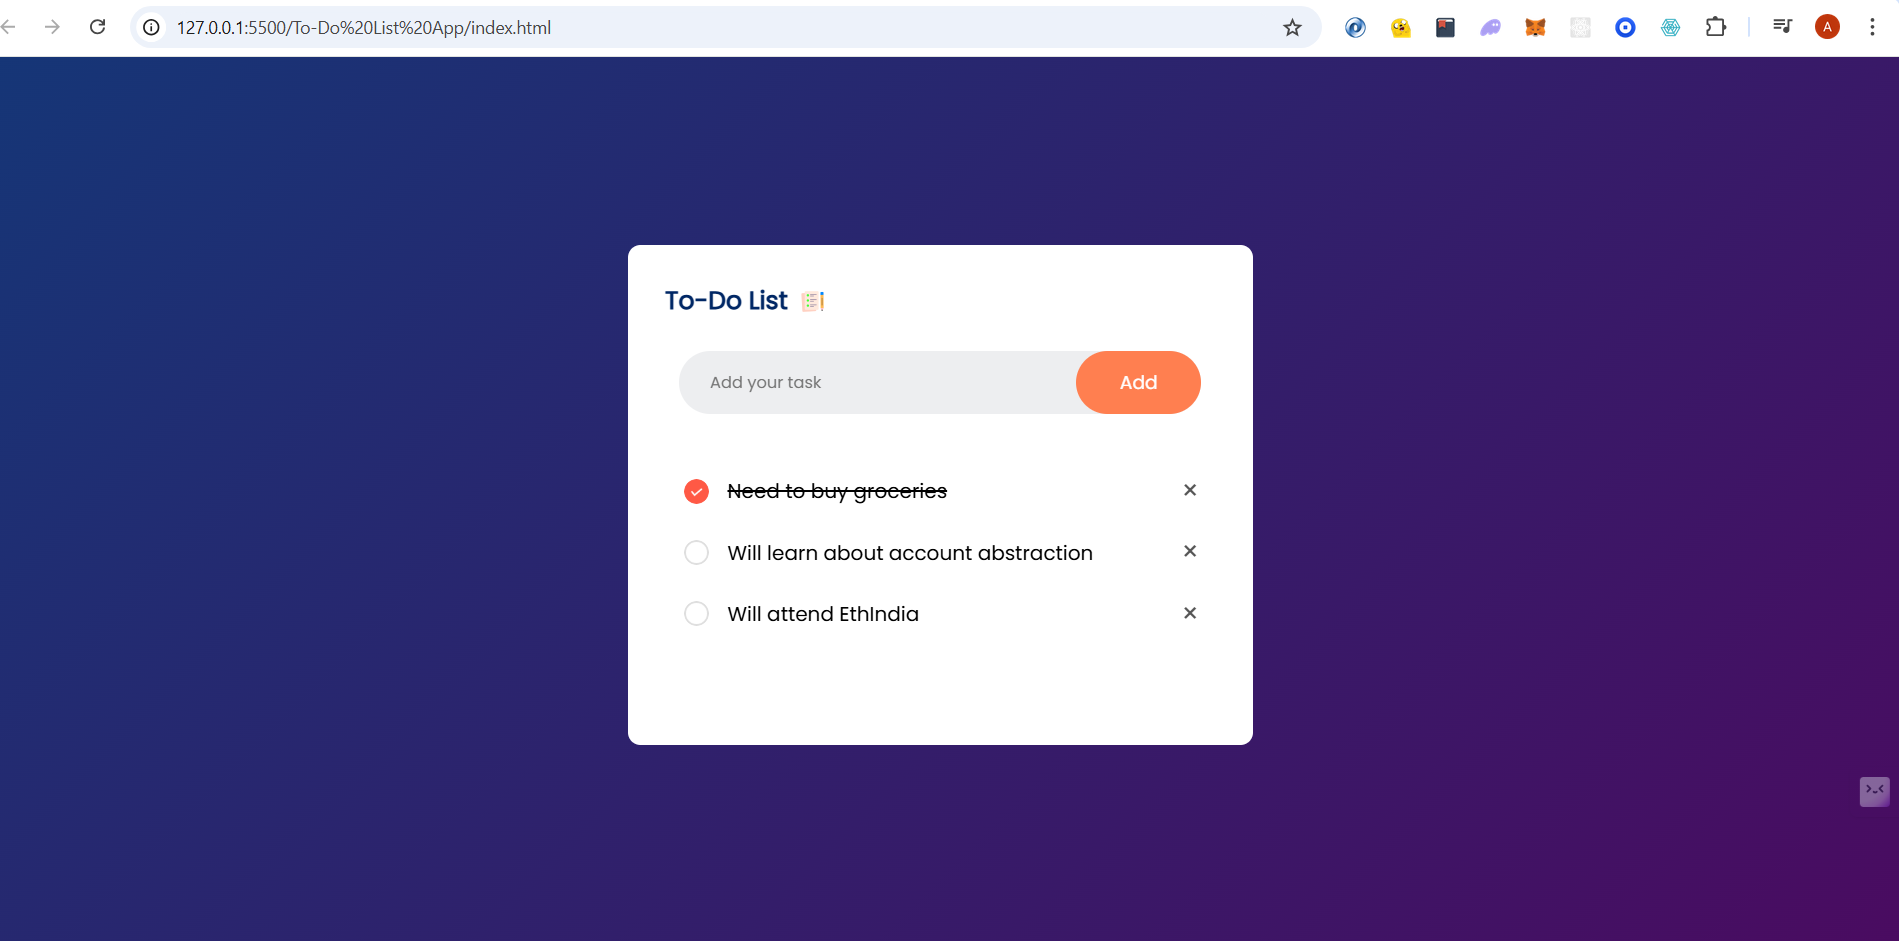 127.0.0.1:5500/To-Do%20List%20App/index.html
A
To-Do List
Add your task
Add
Need to buy groceries
×
Will learn about account abstraction
×
Will attend EthIndia
×